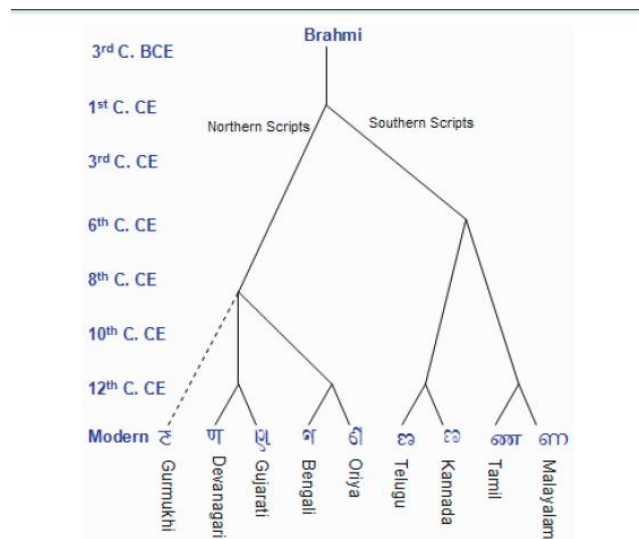 Brahmi
3rd C. BCE
1st C. CE
Northern Scripts
Southern Scripts
3rd C. CE
6th C. CE
8th C. CE
10th C. CE
12th C. CE
Modern ਣ ण ણ ণ ଣ ణ ಣ ண ണ
Gurmukhi
Devanagari
Gujarati
Bengali
Oriya
Telugu
Kannada
Tamil
Malayalam